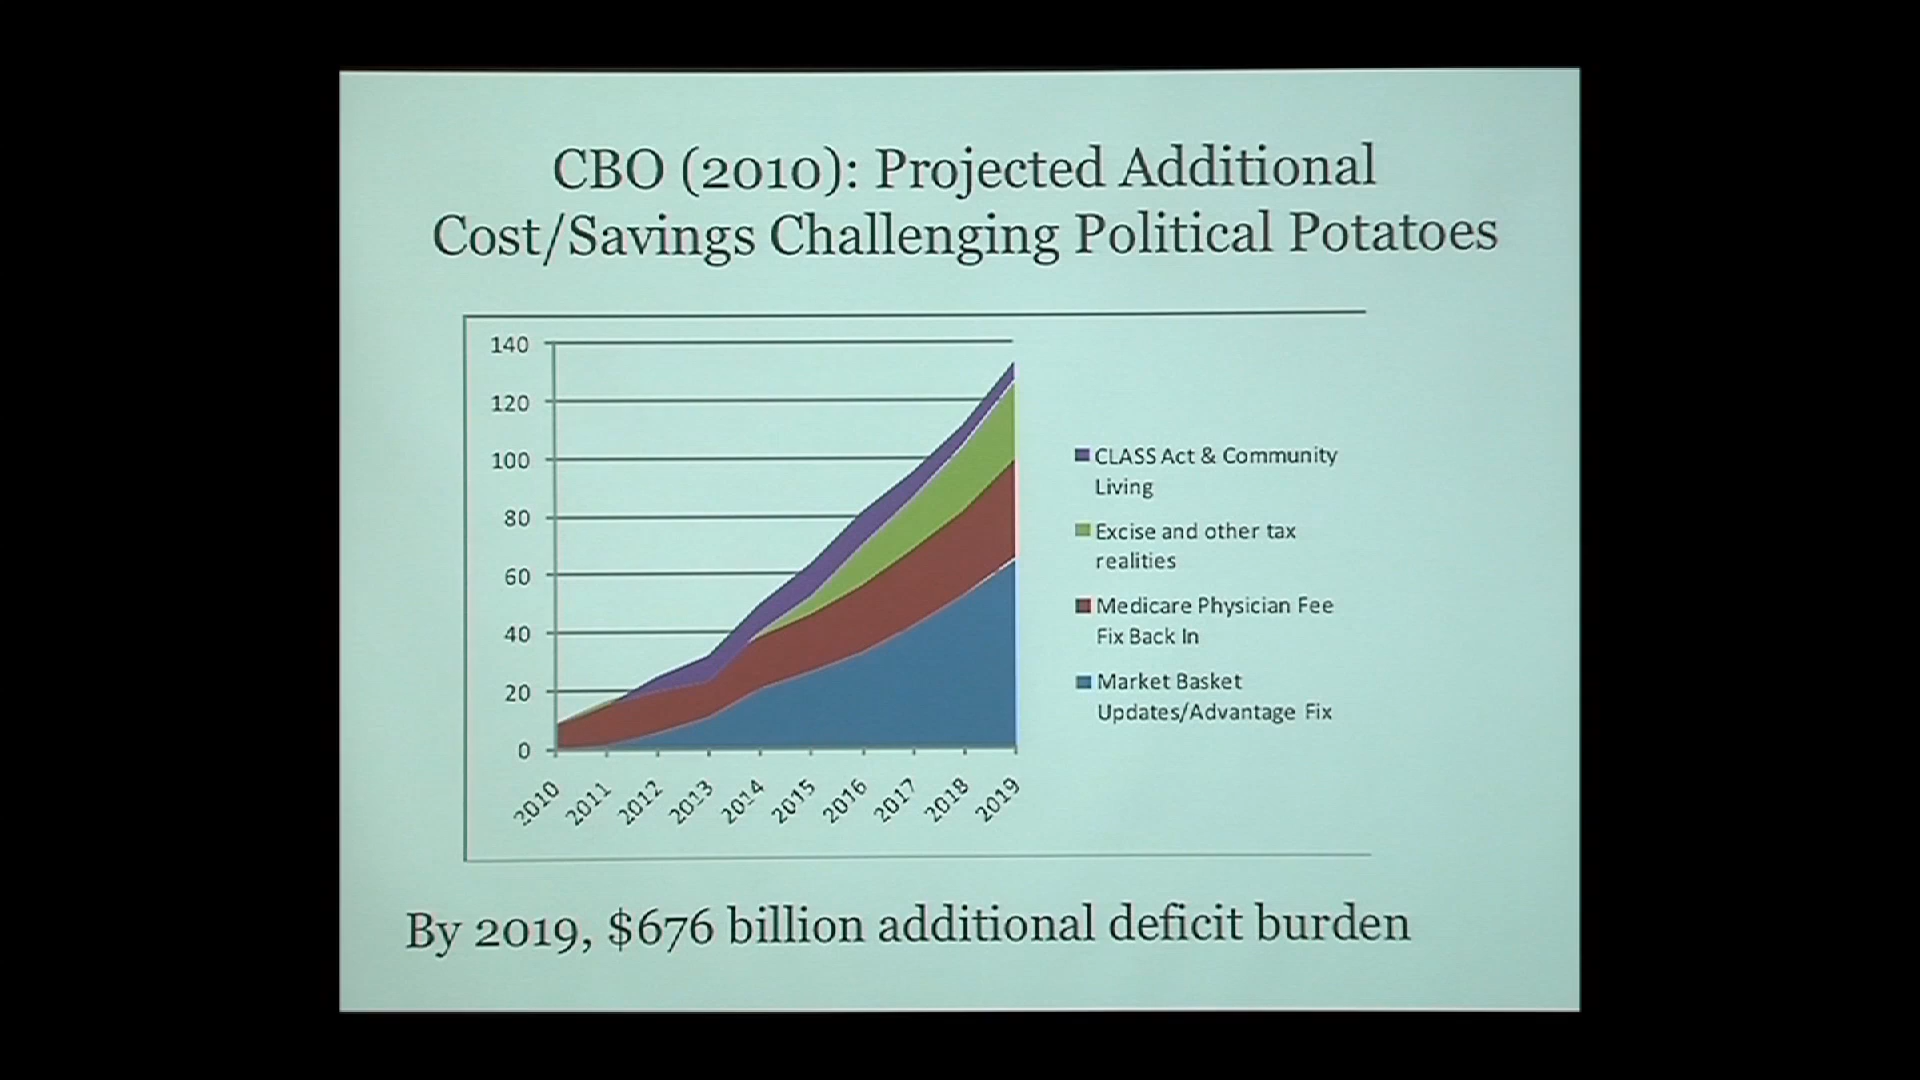 CBO (2010): Projected Additional
Cost/Savings Challenging Political Potatoes
140
120
100
80
60
40
20
0
2010
2011
2012
2013
2014
2015
2016
2017
2018
2019
CLASS Act & Community
Living
Excise and other tax
realities
Medicare Physician Fee
Fix Back In
Market Basket
Updates/Advantage Fix
By 2019, $676 billion additional deficit burden